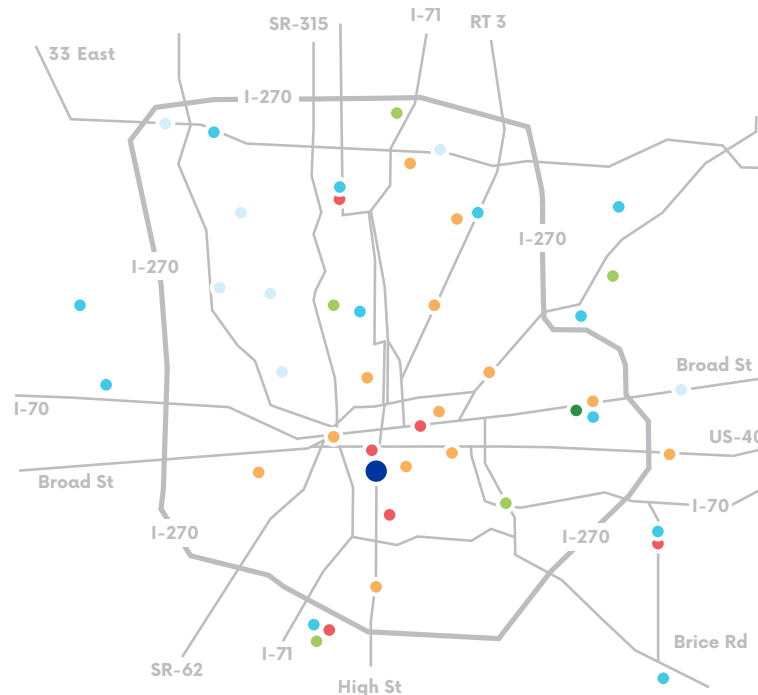 I-71
RT 3
SR-315
33 East
I-270
I-270
I-270
Broad St
I-70
US-40
Broad St
I-70
I-270
I-270
Brice Rd
I-71
SR-62
High St